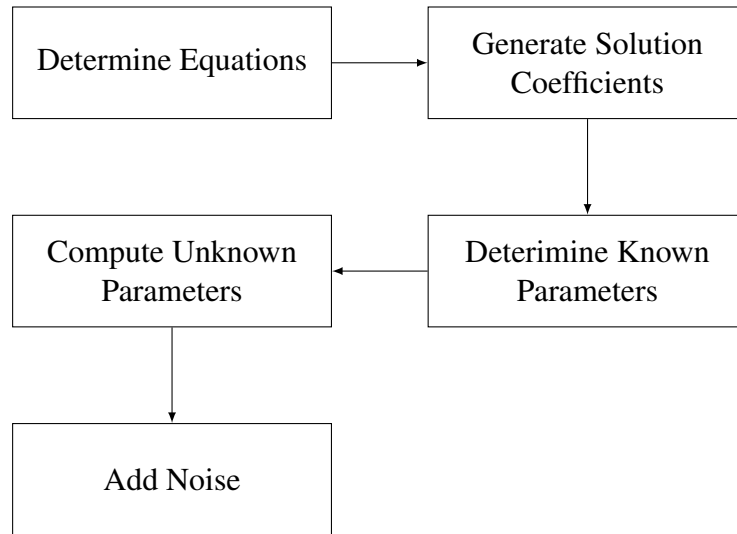 Determine Equations
Generate Solution
Coefficients
Deterimine Known
Parameters
Compute Unknown
Parameters
Add Noise